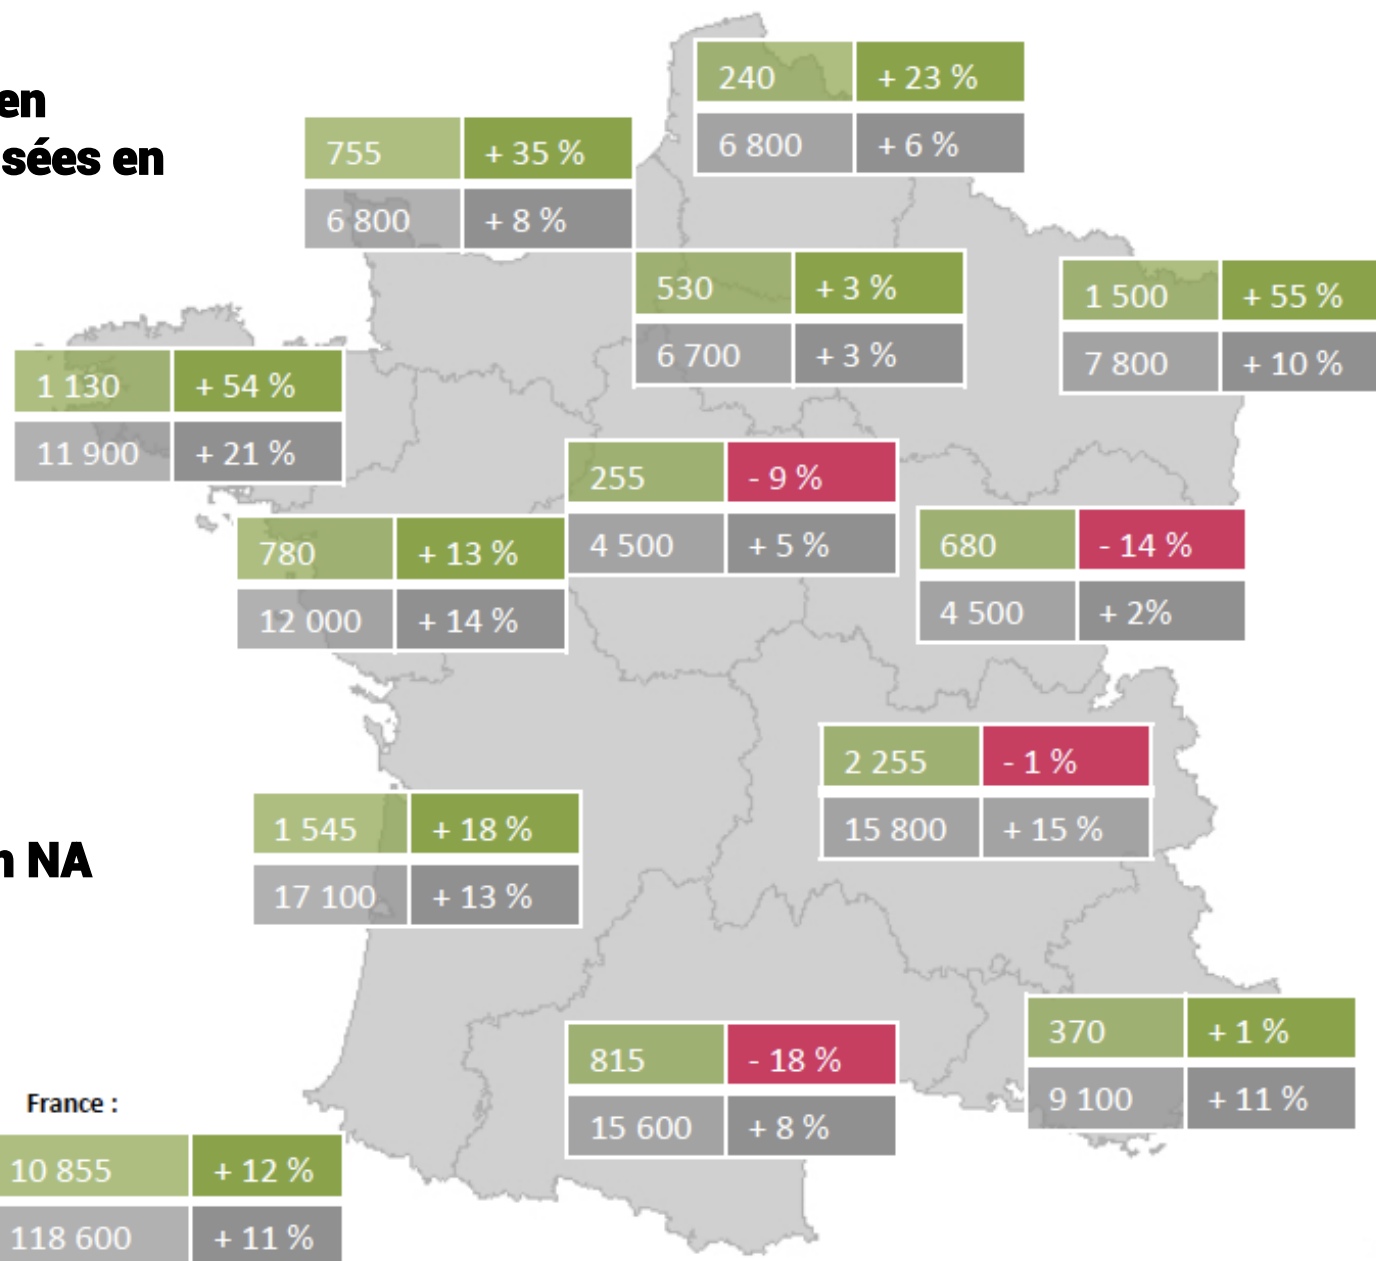 en
sées en
240 + 23 %
6 800 + 6 %
755 + 35 %
6 800 + 8 %
530 + 3 %
6 700 + 3 %
1 500 + 55 %
7 800 + 10 %
1 130 + 54 %
11 900 + 21 %
255 - 9 %
4 500 + 5 %
780 + 13 %
12 000 + 14 %
680 - 14 %
4 500 + 2%
2 255 - 1 %
15 800 + 15 %
1 545 + 18 %
17 100 + 13 %
n NA
370 + 1 %
9 100 + 11 %
815 - 18 %
15 600 + 8 %
France :
10 855 + 12 %
118 600 + 11 %